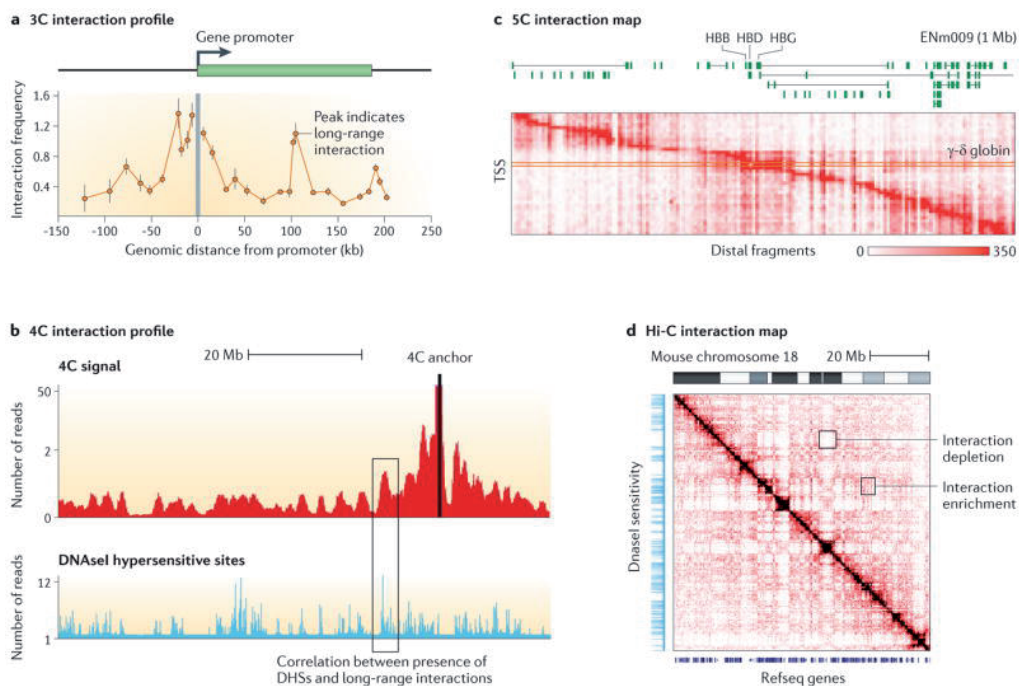 a 3C interaction profile
Gene promoter
Interaction frequency
1.6
1.2
0.8
0.4
Peak indicates
long-range
interaction
-150 -100 -50 0 50 100 150 200 250
Genomic distance from promoter (kb)
c 5C interaction map
HBB HBD HBG
ENm009 (1 Mb)
TSS
γ-δ globin
Distal fragments
0 350
b 4C interaction profile
20 Mb
4C anchor
4C signal
Number of reads
50
2
0
DNAseI hypersensitive sites
Number of reads
12
1
Correlation between presence of
DHSs and long-range interactions
d Hi-C interaction map
Mouse chromosome 18
20 Mb
DnaseI sensitivity
Interaction
depletion
Interaction
enrichment
Refseq genes